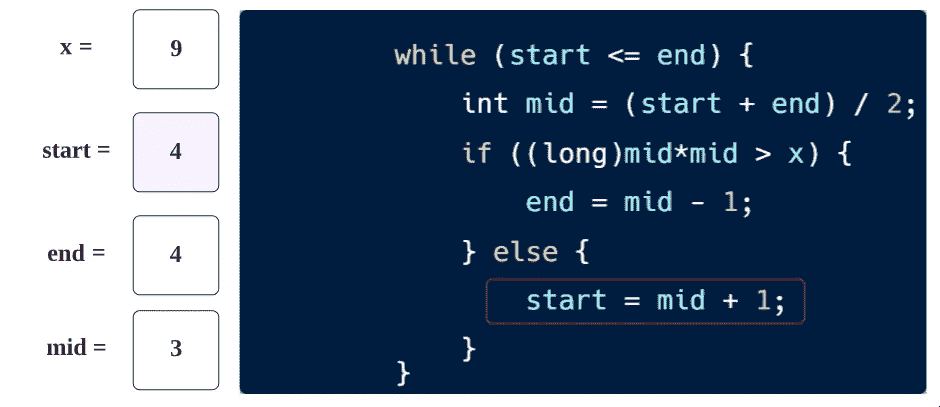 x = 9
start = 4
end = 4
mid = 3
while (start <= end) {
int mid = (start + end) / 2;
if ((long)mid*mid > x) {
end = mid - 1;
} else {
start = mid + 1;
}
}